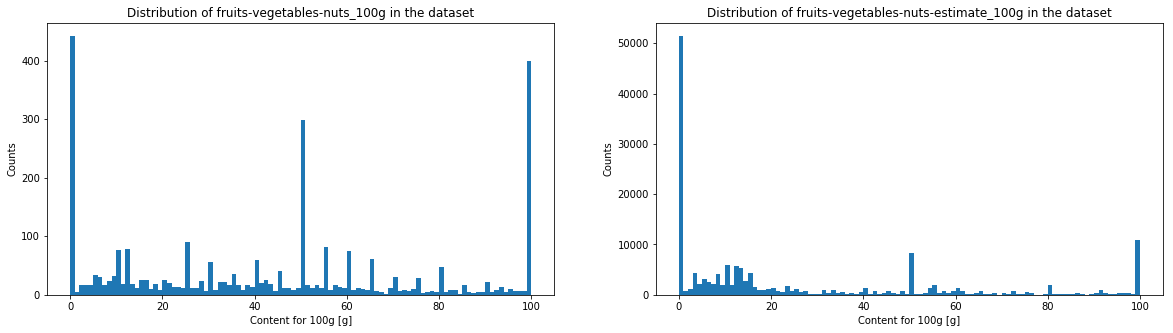 Distribution of fruits-vegetables-nuts_100g in the dataset
Counts
400
300
200
100
0
0 20 40 60 80 100
Content for 100g [g]
Distribution of fruits-vegetables-nuts-estimate_100g in the dataset
Counts
50000
40000
30000
20000
10000
0
0 20 40 60 80 100
Content for 100g [g]